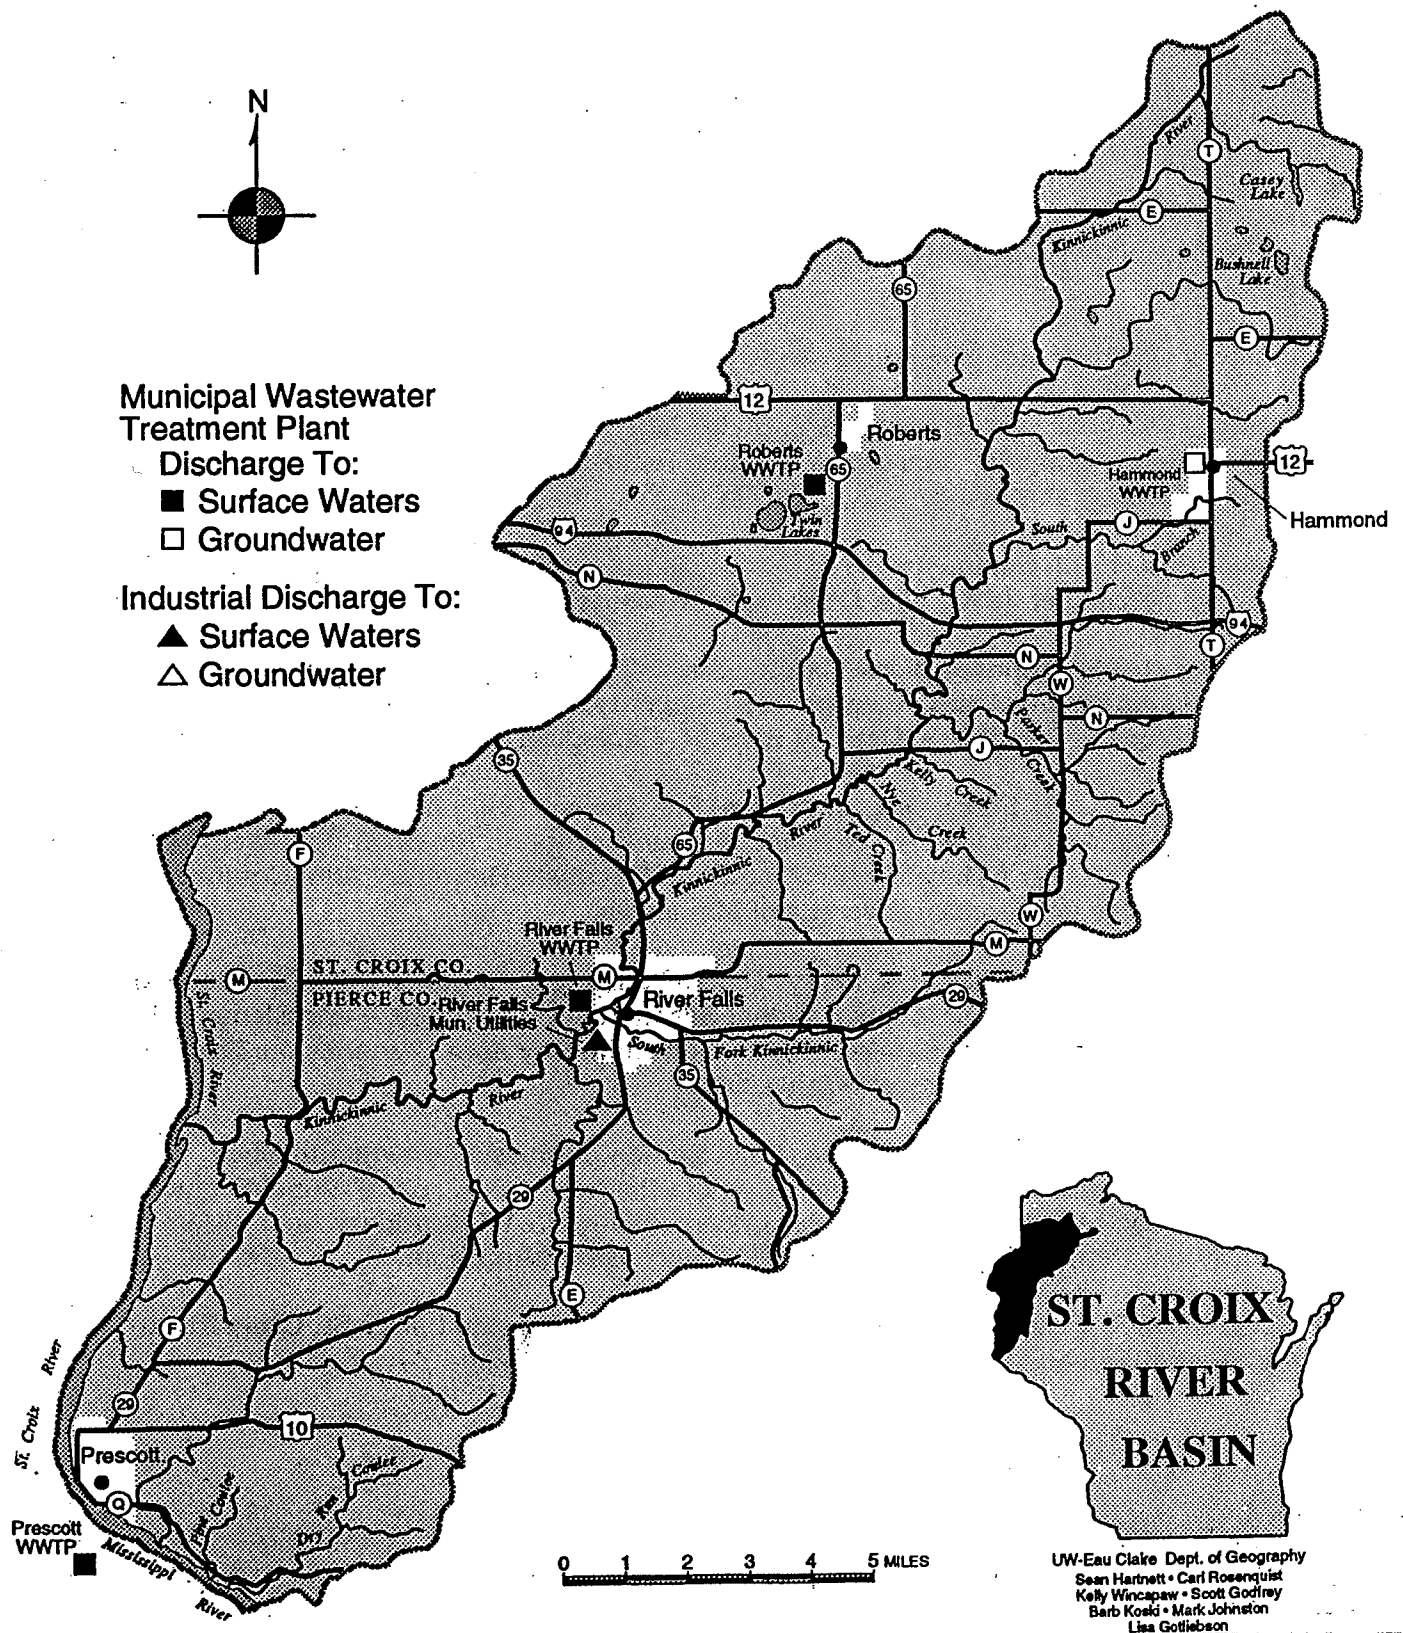 N
Municipal Wastewater
Treatment Plant
Discharge To:
Surface Waters
Groundwater
Industrial Discharge To:
Surface Waters
Groundwater
River
T
Casey
Lake
E
Kinnickinnic
Bushnell
Lake
65
E
12
Roberts
Roberts
WWTP
65
Hammond
WWTP
12
Hammond
Twin
Lakes
94
South
J
Branch
N
94
T
N
W
N
Parker
Creek
J
35
Kelly
Creek
Nye
Creek
River
Ted
Creek
65
Kinnickinnic
F
W
River Falls
WWTP
M
ST. CROIX CO.
M
M
PIERCE CO.
River Falls
Mun. Utilities
River Falls
29
St. Croix River
South
Fork Kinnickinnic
35
Kinnickinnic
River
29
E
F
St. Croix
River
29
10
Prescott
Q
Pine
Coulee
Dry
Run
Coulee
Prescott
WWTP
Mississippi
River
0 1 2 3 4 5 MILES
ST. CROIX
RIVER
BASIN
UW-Eau Claire Dept. of Geography
Sean Hartnett • Carl Rosenquist
Kelly Wincapaw • Scott Godfrey
Barb Koski • Mark Johnston
Lisa Gotliebson